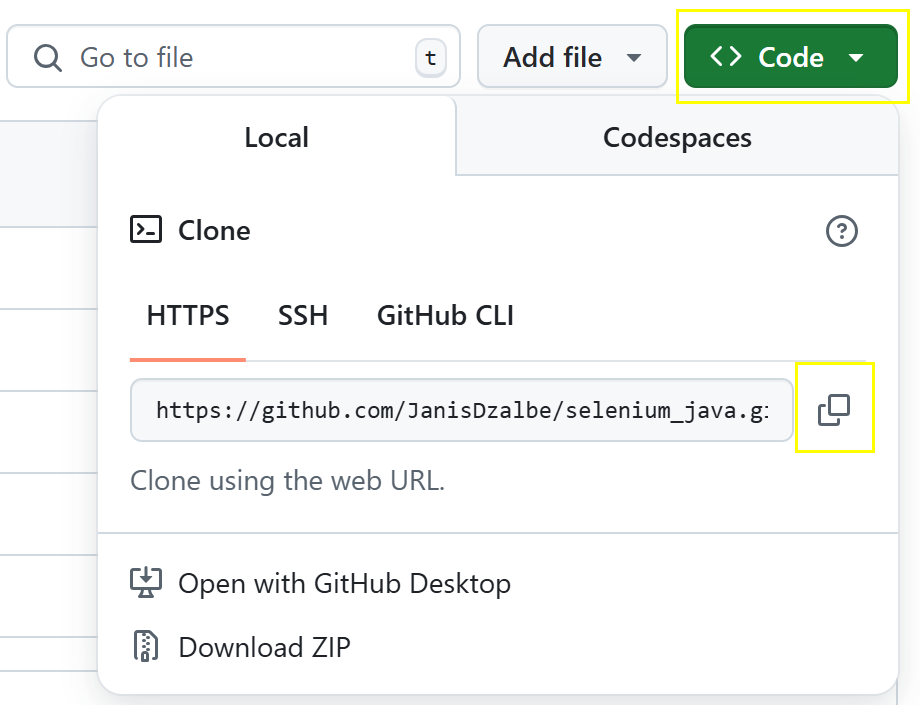 Go to file t Add file Code
Local Codespaces
Clone
HTTPS SSH GitHub CLI
https://github.com/JanisDzalbe/selenium_java.gi
Clone using the web URL.
Open with GitHub Desktop
Download ZIP